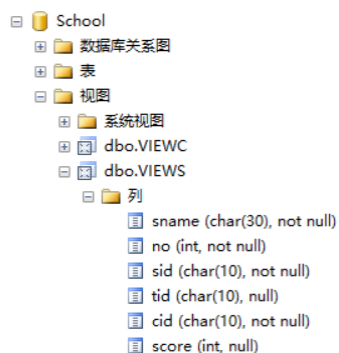 School
数据库关系图
表
视图
系统视图
dbo.VIEWC
dbo.VIEWS
列
sname (char(30), not null)
no (int, not null)
sid (char(10), not null)
tid (char(10), null)
cid (char(10), not null)
score (int, null)